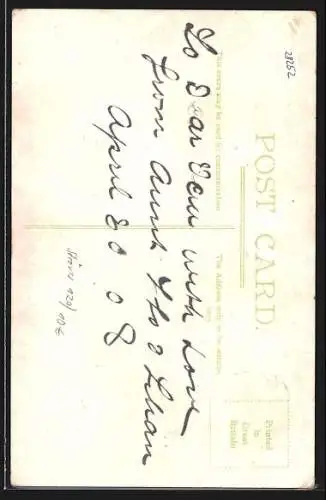 POST CARD.
This space may be used for communication
The Address only to be written here
Printed
in
Great
Britain
28252
To Dear with Love
from Aunt Flo & Lilian
April 20 08